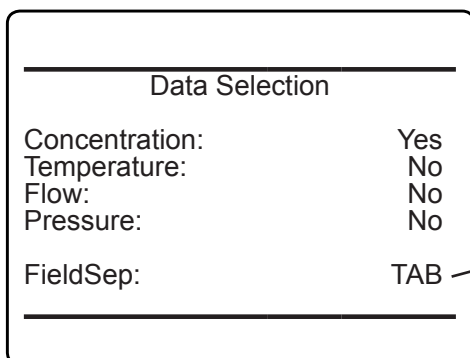 Data Selection
Concentration: Yes
Temperature: No
Flow: No
Pressure: No
FieldSep: TAB